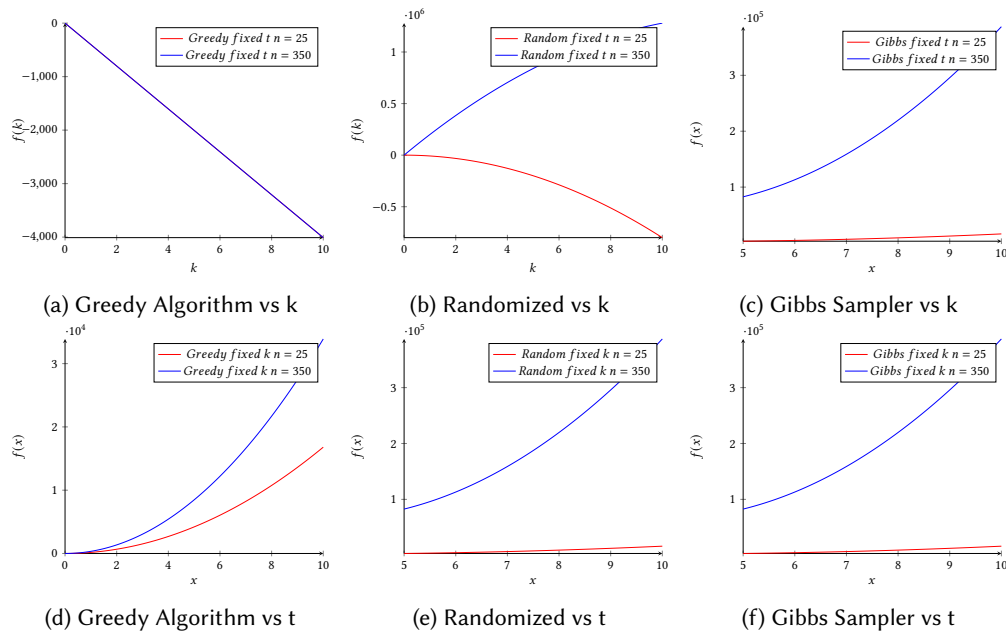 0
−1,000
−2,000
−3,000
−4,000
0 2 4 6 8 10
k
f(k)
Greedy fixed t n = 25
Greedy fixed t n = 350
(a) Greedy Algorithm vs k
·10^6
1
0.5
0
−0.5
0 2 4 6 8 10
k
f(k)
Random fixed t n = 25
Random fixed t n = 350
(b) Randomized vs k
·10^5
3
2
1
5 6 7 8 9 10
x
f(x)
Gibbs fixed t n = 25
Gibbs fixed t n = 350
(c) Gibbs Sampler vs k
·10^4
3
2
1
0
0 2 4 6 8 10
x
f(x)
Greedy fixed k n = 25
Greedy fixed k n = 350
(d) Greedy Algorithm vs t
·10^5
3
2
1
5 6 7 8 9 10
x
f(x)
Random fixed k n = 25
Random fixed k n = 350
(e) Randomized vs t
·10^5
3
2
1
5 6 7 8 9 10
x
f(x)
Gibbs fixed k n = 25
Gibbs fixed k n = 350
(f) Gibbs Sampler vs t